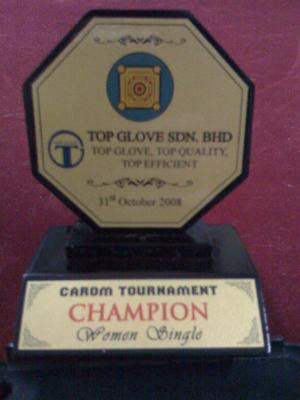 TOP GLOVE SDN, BHD
TOP GLOVE, TOP QUALITY,
TOP EFFICIENT
31st October 2008
CAROM TOURNAMENT
CHAMPION
Women Single